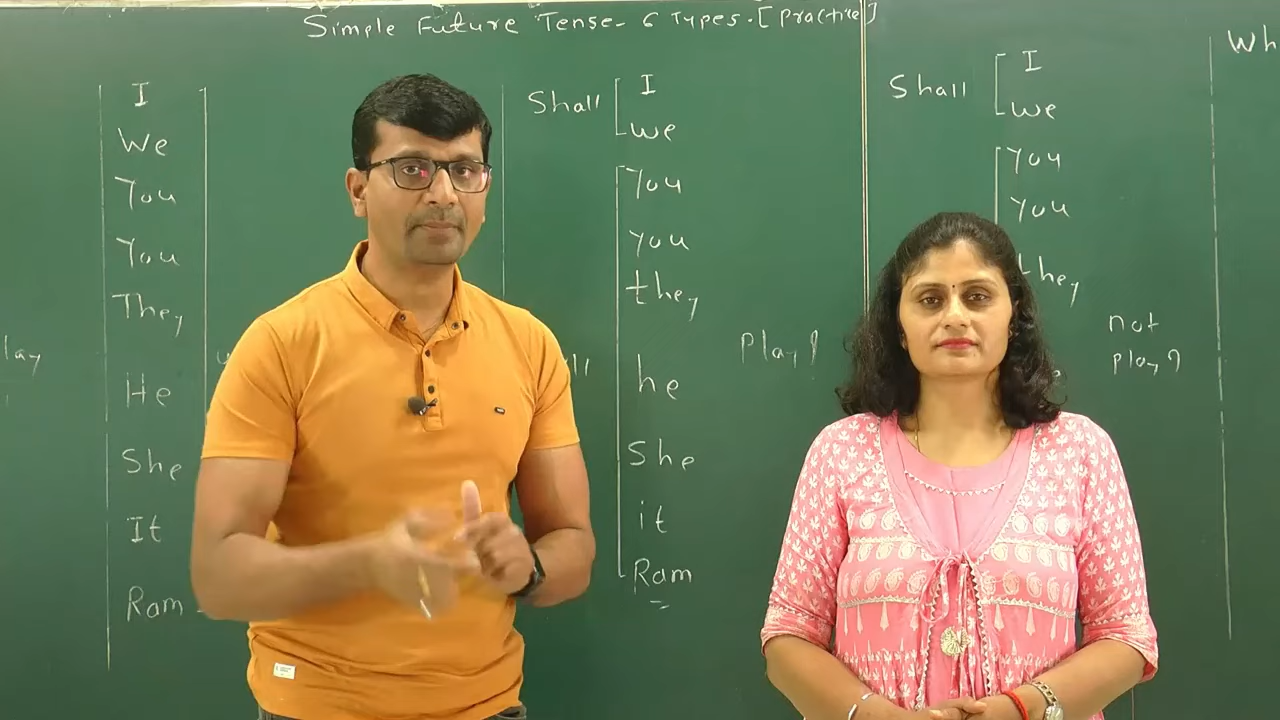 Simple Future Tense- 6 Types. [Practice]
I
We
You
You
They
He
She
It
Ram
Shall
I
we
you
you
they
he
She
it
Ram
Play?
Shall
I
we
you
you
they
not
play?